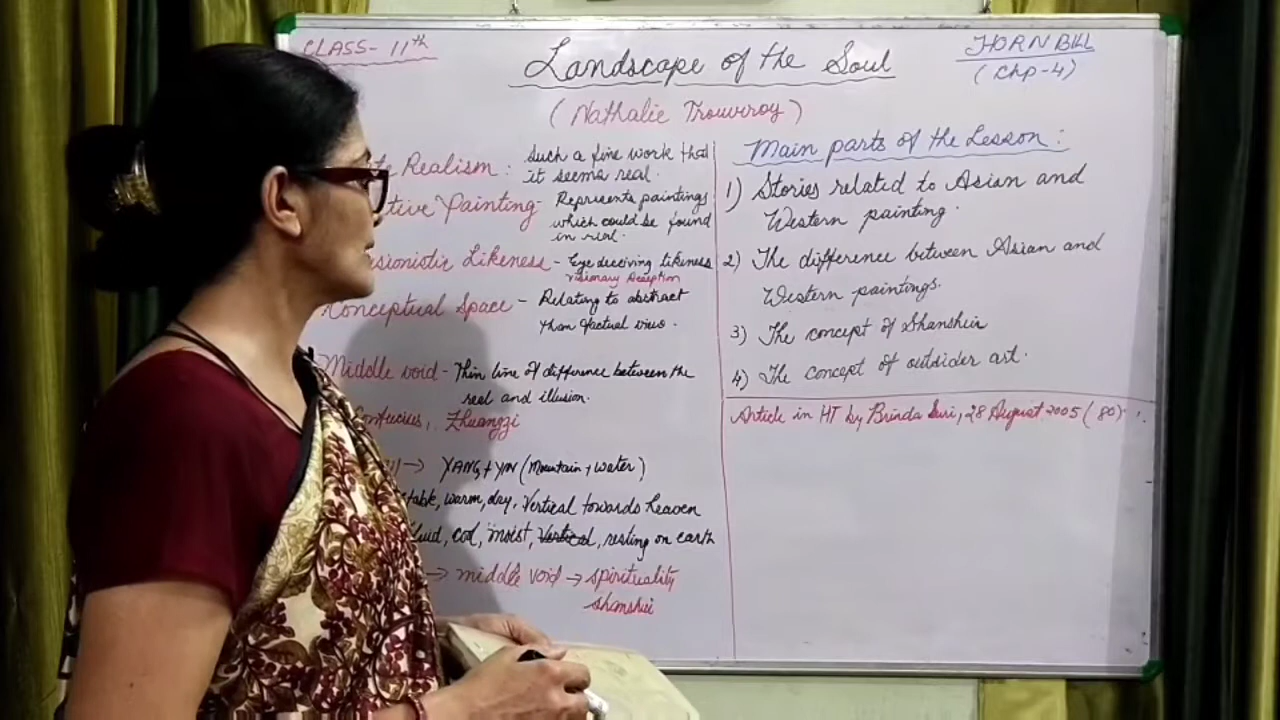 CLASS- 11th
Landscape of the Soul
HORNBILL
(Chp-4)
(Nathalie Trouveroy)
Realism : Such a fine work that
it seems real.
Painting- Represents paintings
which could be found
in real.
Likeness - Eye deceiving likeness
visionary deception
Conceptual Space - Relating to abstract
than factual view.
Middle void - Thin line of difference between the
real and illusion.
Confucius, Zhuangzi
→ YANG + YIN (Mountain + water)
stable, warm, dry, Vertical towards heaven
fluid, cool, moist, resting on earth
→ middle void → spirituality
Shanshui
Main parts of the Lesson :
1) Stories related to Asian and
Western painting.
2) The difference between Asian and
Western paintings.
3) The concept of Shanshui
4) The concept of outsider art.
Article in HT by Brinda Suri, 28 August 2005 (80).